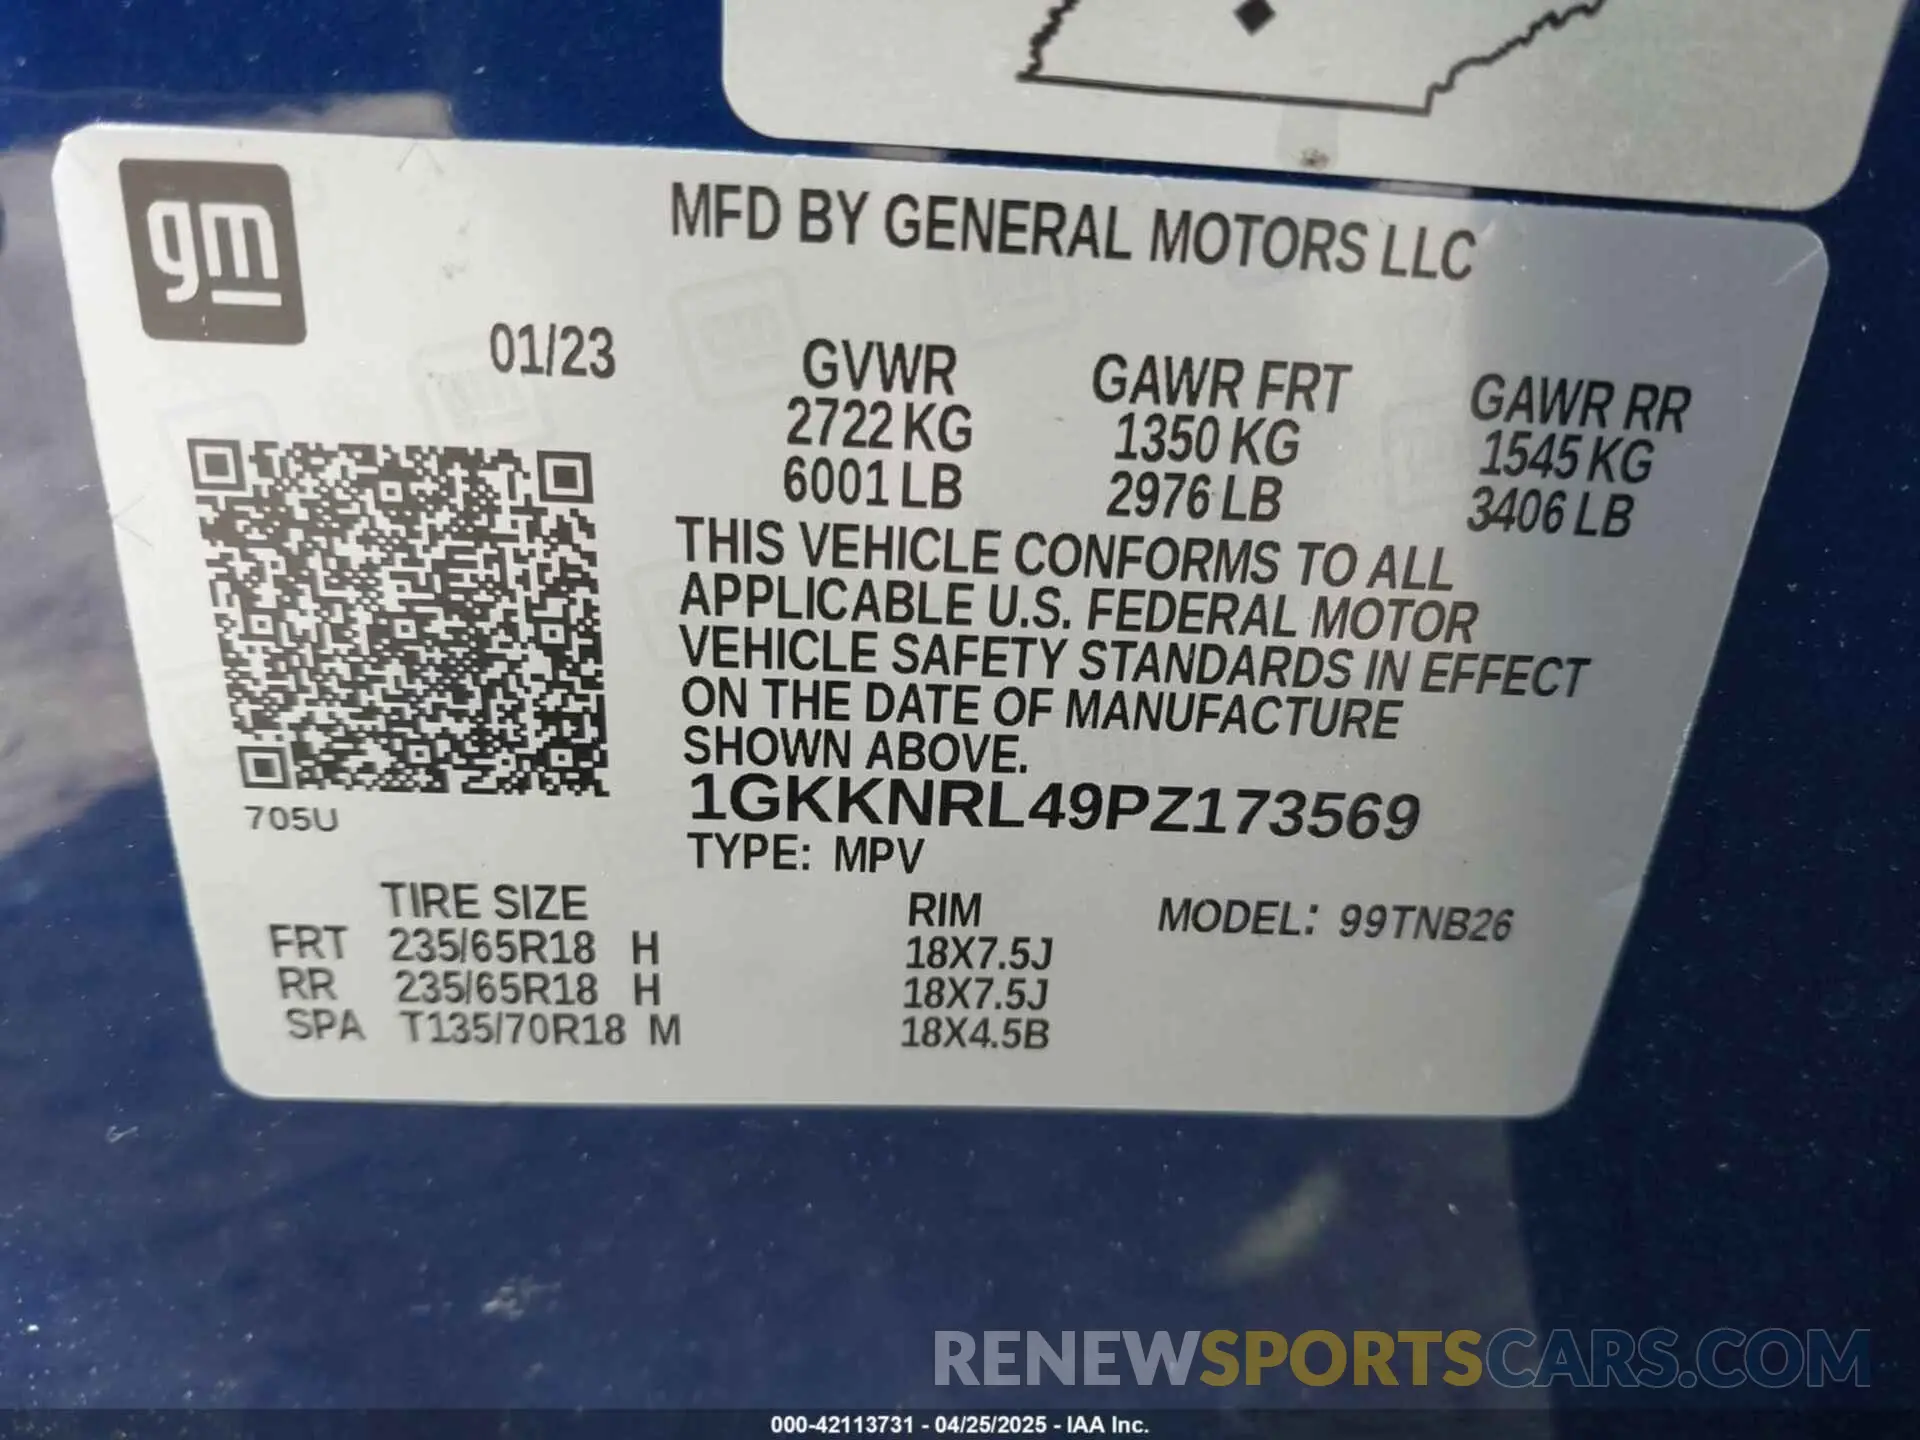 gm
MFD BY GENERAL MOTORS LLC
01/23
GVWR GAWR FRT GAWR RR
2722 KG 1350 KG 1545 KG
6001 LB 2976 LB 3406 LB
THIS VEHICLE CONFORMS TO ALL
APPLICABLE U.S. FEDERAL MOTOR
VEHICLE SAFETY STANDARDS IN EFFECT
ON THE DATE OF MANUFACTURE
SHOWN ABOVE.
1GKKNRL49PZ173569
705U
TYPE: MPV
TIRE SIZE RIM MODEL: 99TNB26
FRT 235/65R18 H 18X7.5J
RR 235/65R18 H 18X7.5J
SPA T135/70R18 M 18X4.5B
RENEWSPORTSCARS.COM
000-42113731 - 04/25/2025 - IAA Inc.